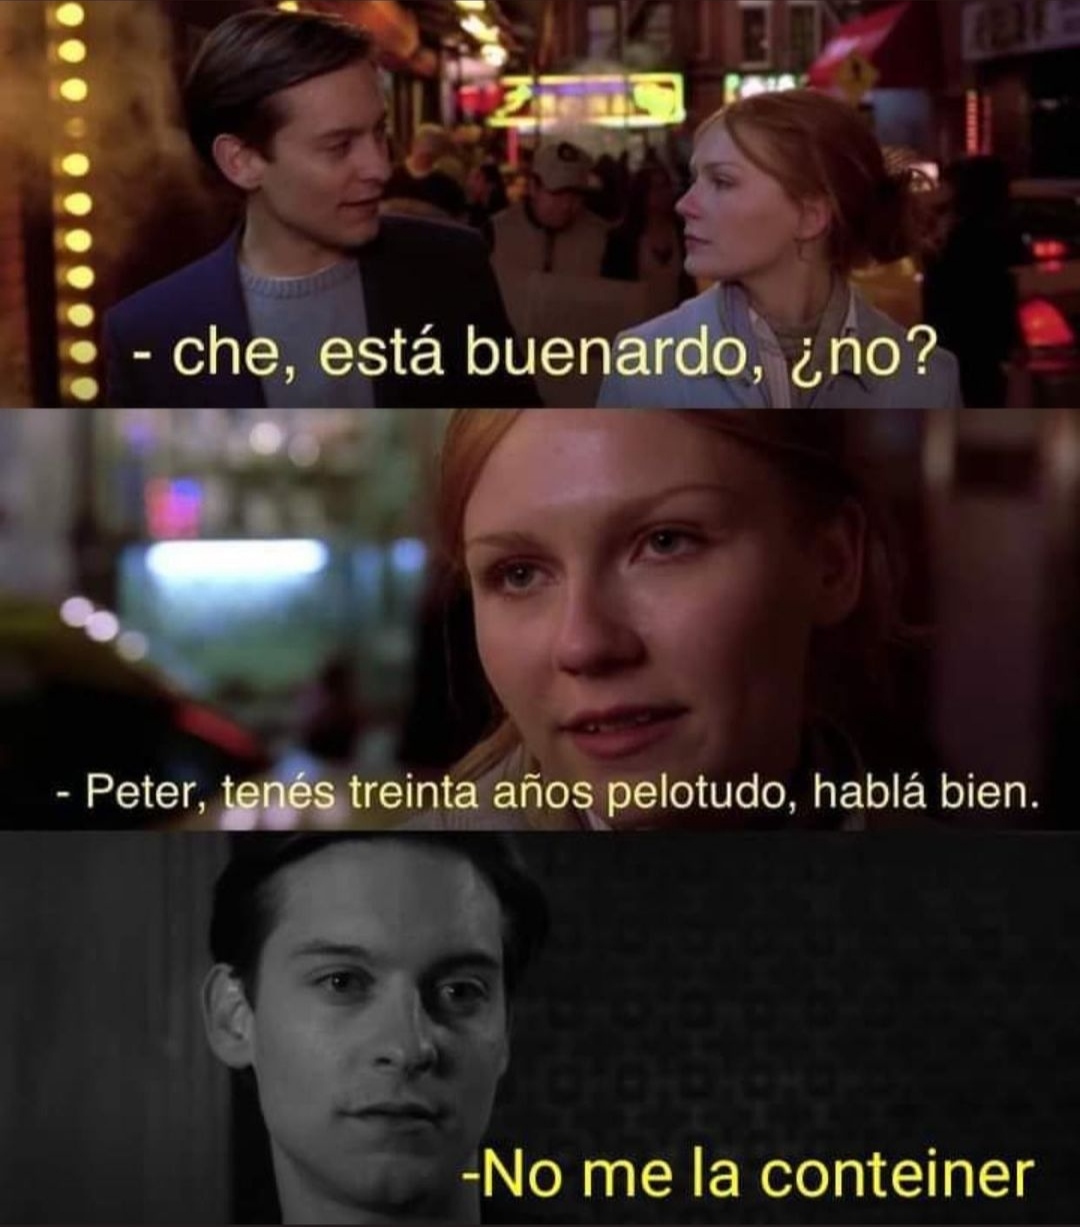 - che, está buenardo, ¿no?
- Peter, tenés treinta años pelotudo, hablá bien.
-No me la conteiner